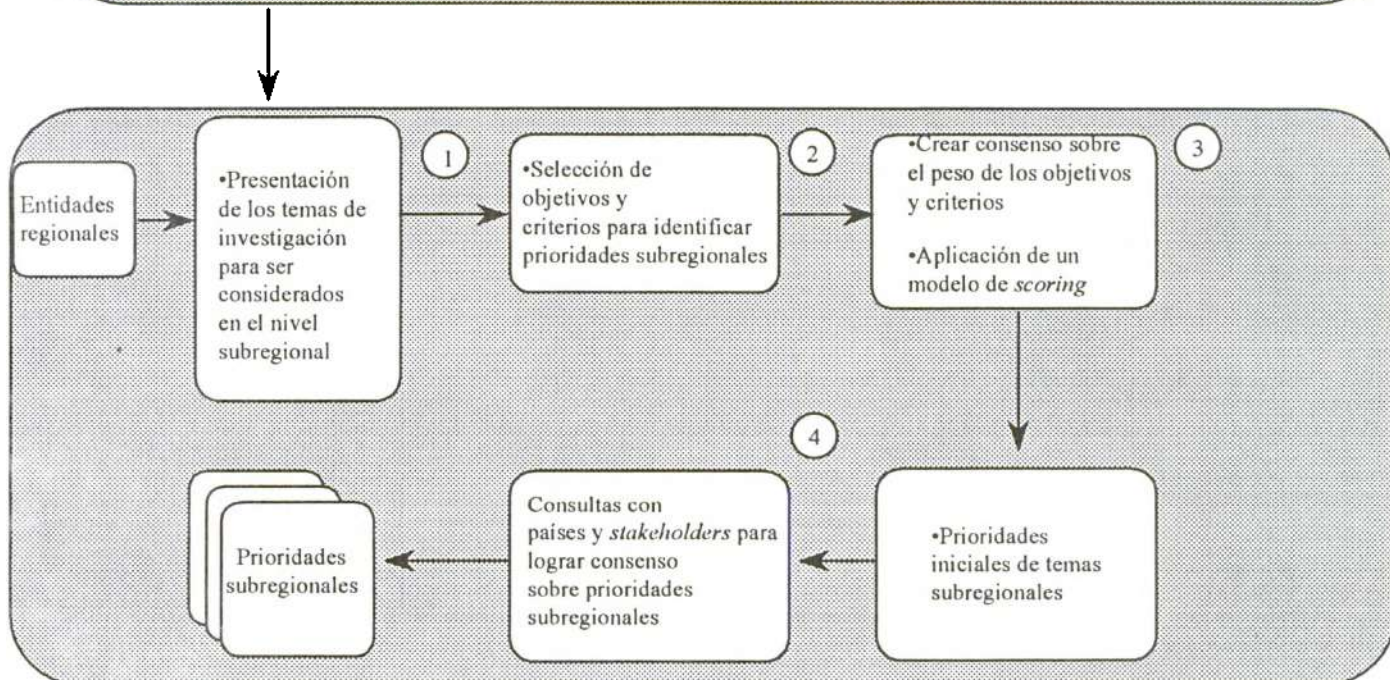 Entidades
regionales
•Presentación
de los temas de
investigación
para ser
considerados
en el nivel
subregional
1
•Selección de
objetivos y
criterios para identificar
prioridades subregionales
2
•Crear consenso sobre
el peso de los objetivos
y criterios
•Aplicación de un
modelo de scoring
3
•Prioridades
iniciales de temas
subregionales
4
Consultas con
países y stakeholders para
lograr consenso
sobre prioridades
subregionales
Prioridades
subregionales